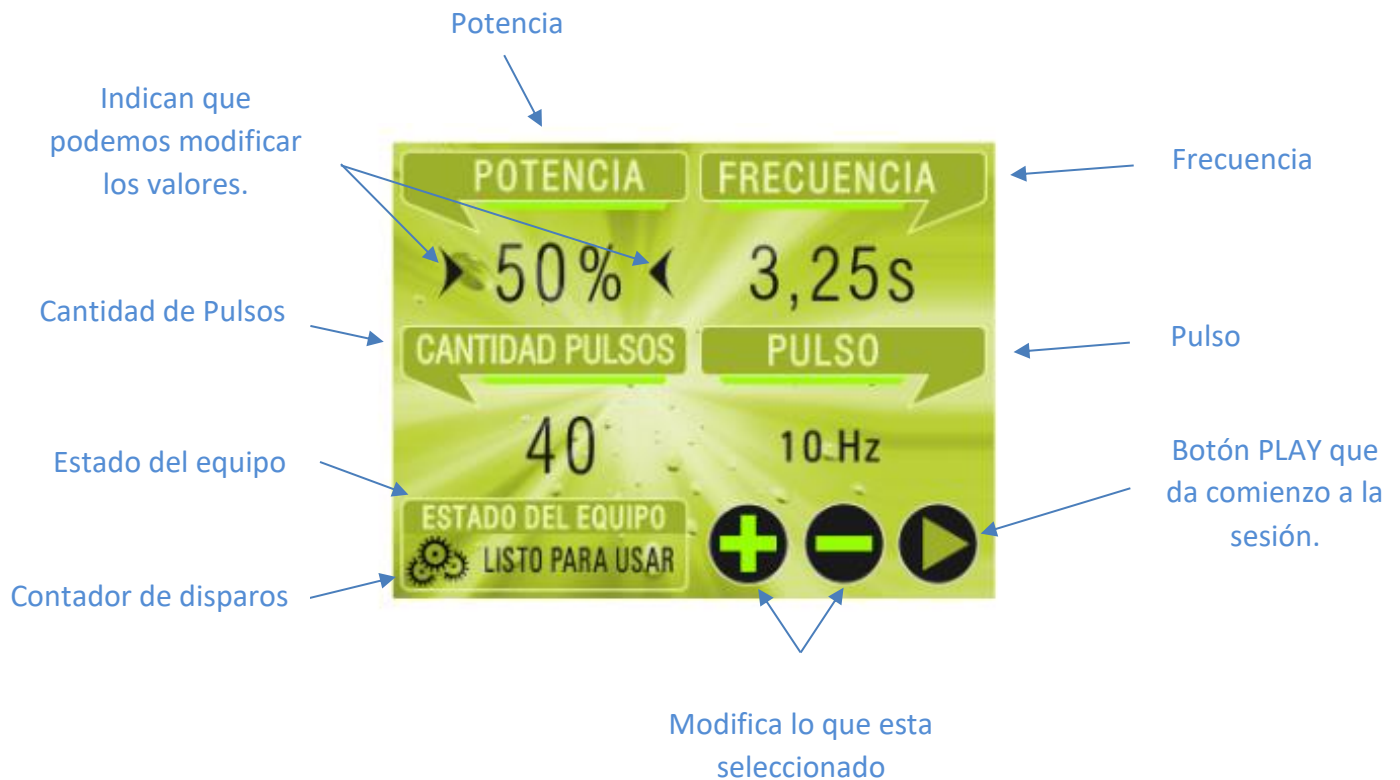 Potencia
Indican que
podemos modificar
los valores.
POTENCIA
FRECUENCIA
Frecuencia
50%
3,25s
Cantidad de Pulsos
CANTIDAD PULSOS
PULSO
Pulso
40
10 Hz
Estado del equipo
Botón PLAY que
da comienzo a la
sesión.
ESTADO DEL EQUIPO
LISTO PARA USAR
Contador de disparos
Modifica lo que esta
seleccionado